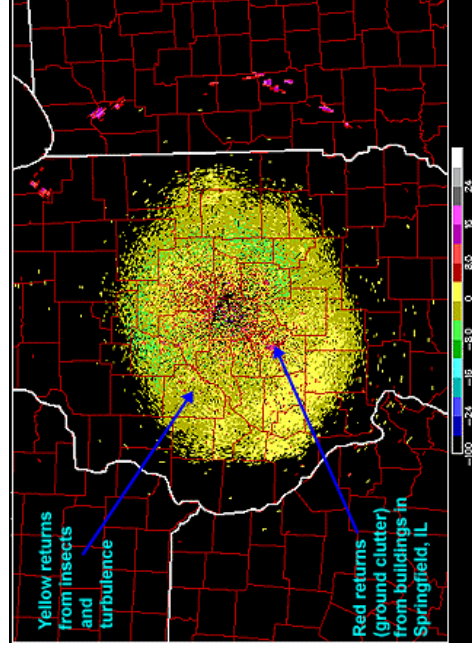 Yellow returns
from insects
and
turbulence
Red returns
(ground clutter)
from buildings in
Springfield, IL
-100 -24 -16 -8.0 0 8.0 16 24